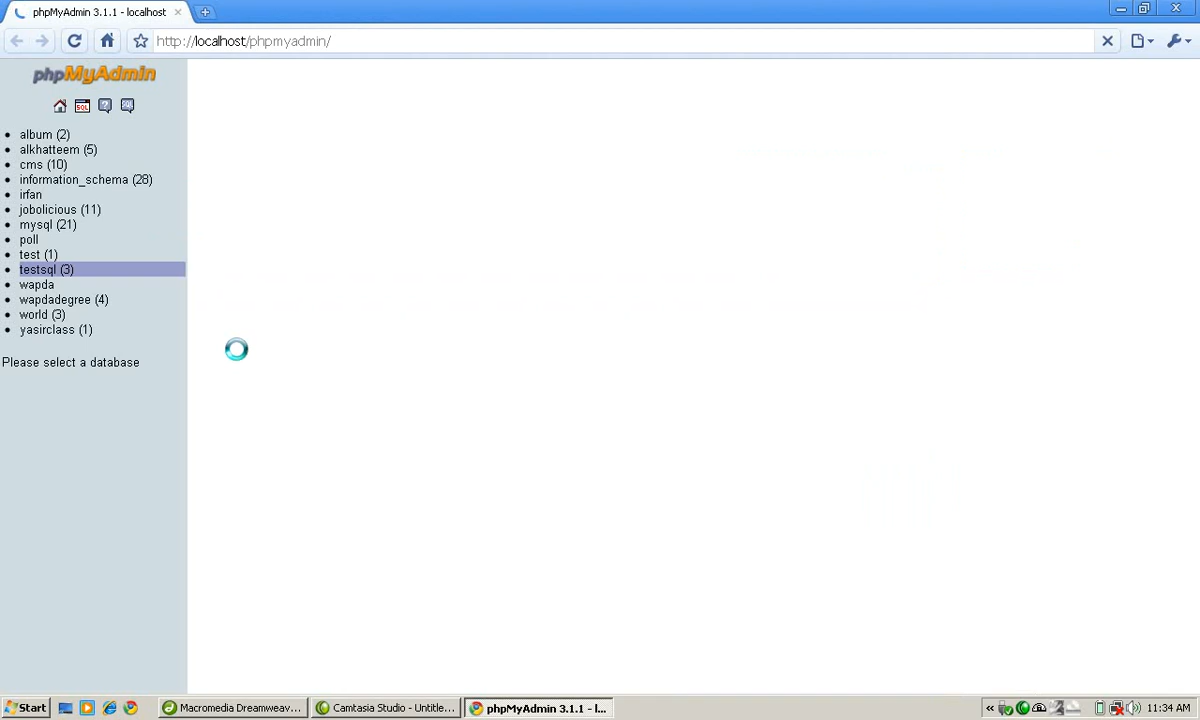 phpMyAdmin 3.1.1 - localhost
http://localhost/phpmyadmin/
phpMyAdmin
SQL
album (2)
alkhatteem (5)
cms (10)
information_schema (28)
irfan
jobolicious (11)
mysql (21)
poll
test (1)
testsql (3)
wapda
wapdadegree (4)
world (3)
yasirclass (1)
Please select a database
Start
Macromedia Dreamweav...
Camtasia Studio - Untitle...
phpMyAdmin 3.1.1 - l...
11:34 AM